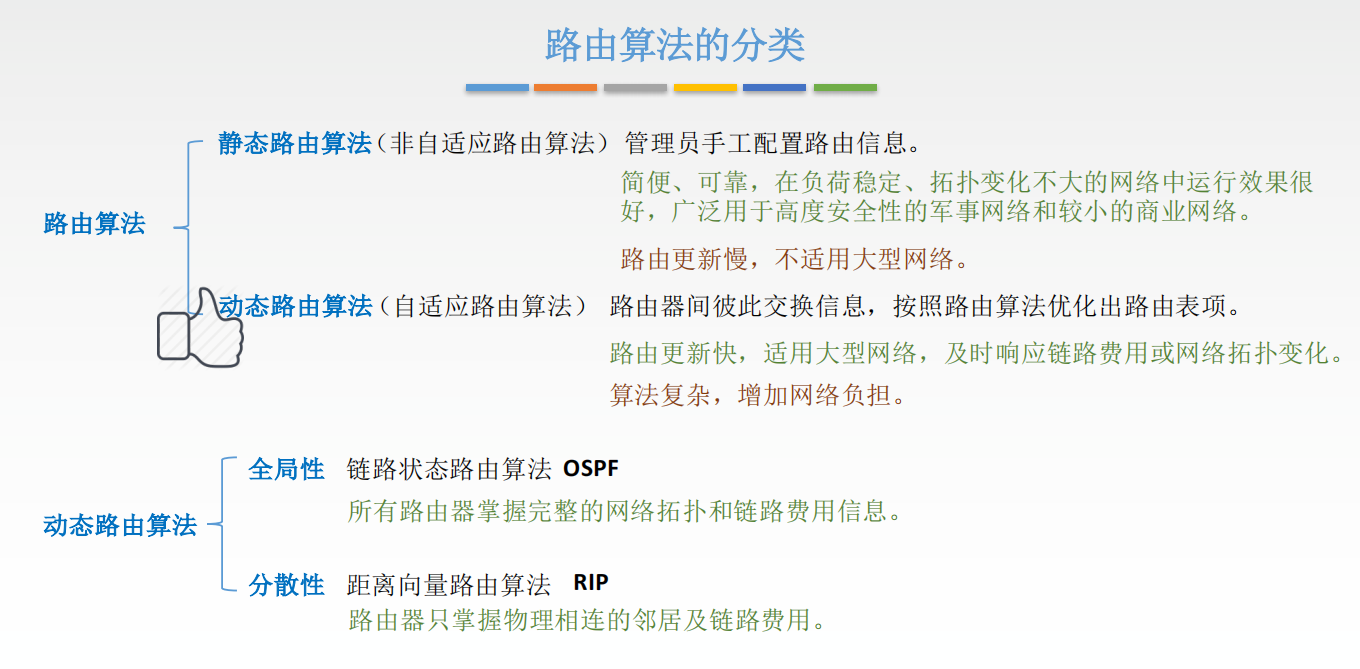 路由算法的分类
静态路由算法（非自适应路由算法） 管理员手工配置路由信息。
简便、可靠，在负荷稳定、拓扑变化不大的网络中运行效果很
好，广泛用于高度安全性的军事网络和较小的商业网络。
路由算法
路由更新慢，不适用大型网络。
动态路由算法（自适应路由算法） 路由器间彼此交换信息，按照路由算法优化出路由表项。
路由更新快，适用大型网络，及时响应链路费用或网络拓扑变化。
算法复杂，增加网络负担。
全局性 链路状态路由算法 OSPF
所有路由器掌握完整的网络拓扑和链路费用信息。
动态路由算法
分散性 距离向量路由算法 RIP
路由器只掌握物理相连的邻居及链路费用。